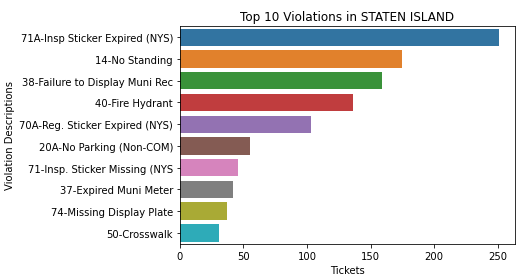 Top 10 Violations in STATEN ISLAND
71A-Insp Sticker Expired (NYS)
14-No Standing
38-Failure to Display Muni Rec
40-Fire Hydrant
70A-Reg. Sticker Expired (NYS)
20A-No Parking (Non-COM)
71-Insp. Sticker Missing (NYS
37-Expired Muni Meter
74-Missing Display Plate
50-Crosswalk
Violation Descriptions
0 50 100 150 200 250
Tickets